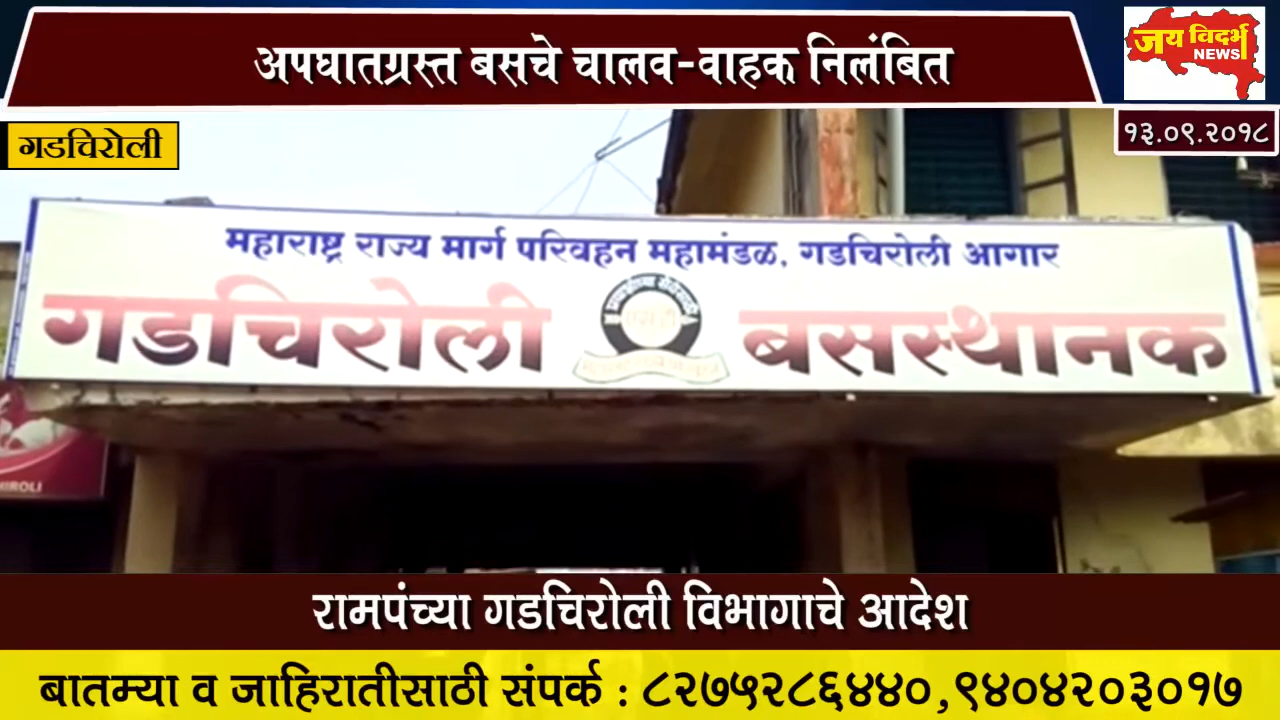 अपघातग्रस्त बसचे चालव-वाहक निलंबित
जय विदर्भ
NEWS
१३.०९.२०१८
गडचिरोली
महाराष्ट्र राज्य मार्ग परिवहन महामंडळ, गडचिरोली आगार
गडचिरोली बसस्थानक
रामपंच्या गडचिरोली विभागाचे आदेश
बातम्या व जाहिरातीसाठी संपर्क : ८२७५२८६४४०,९४०४२०३०१७